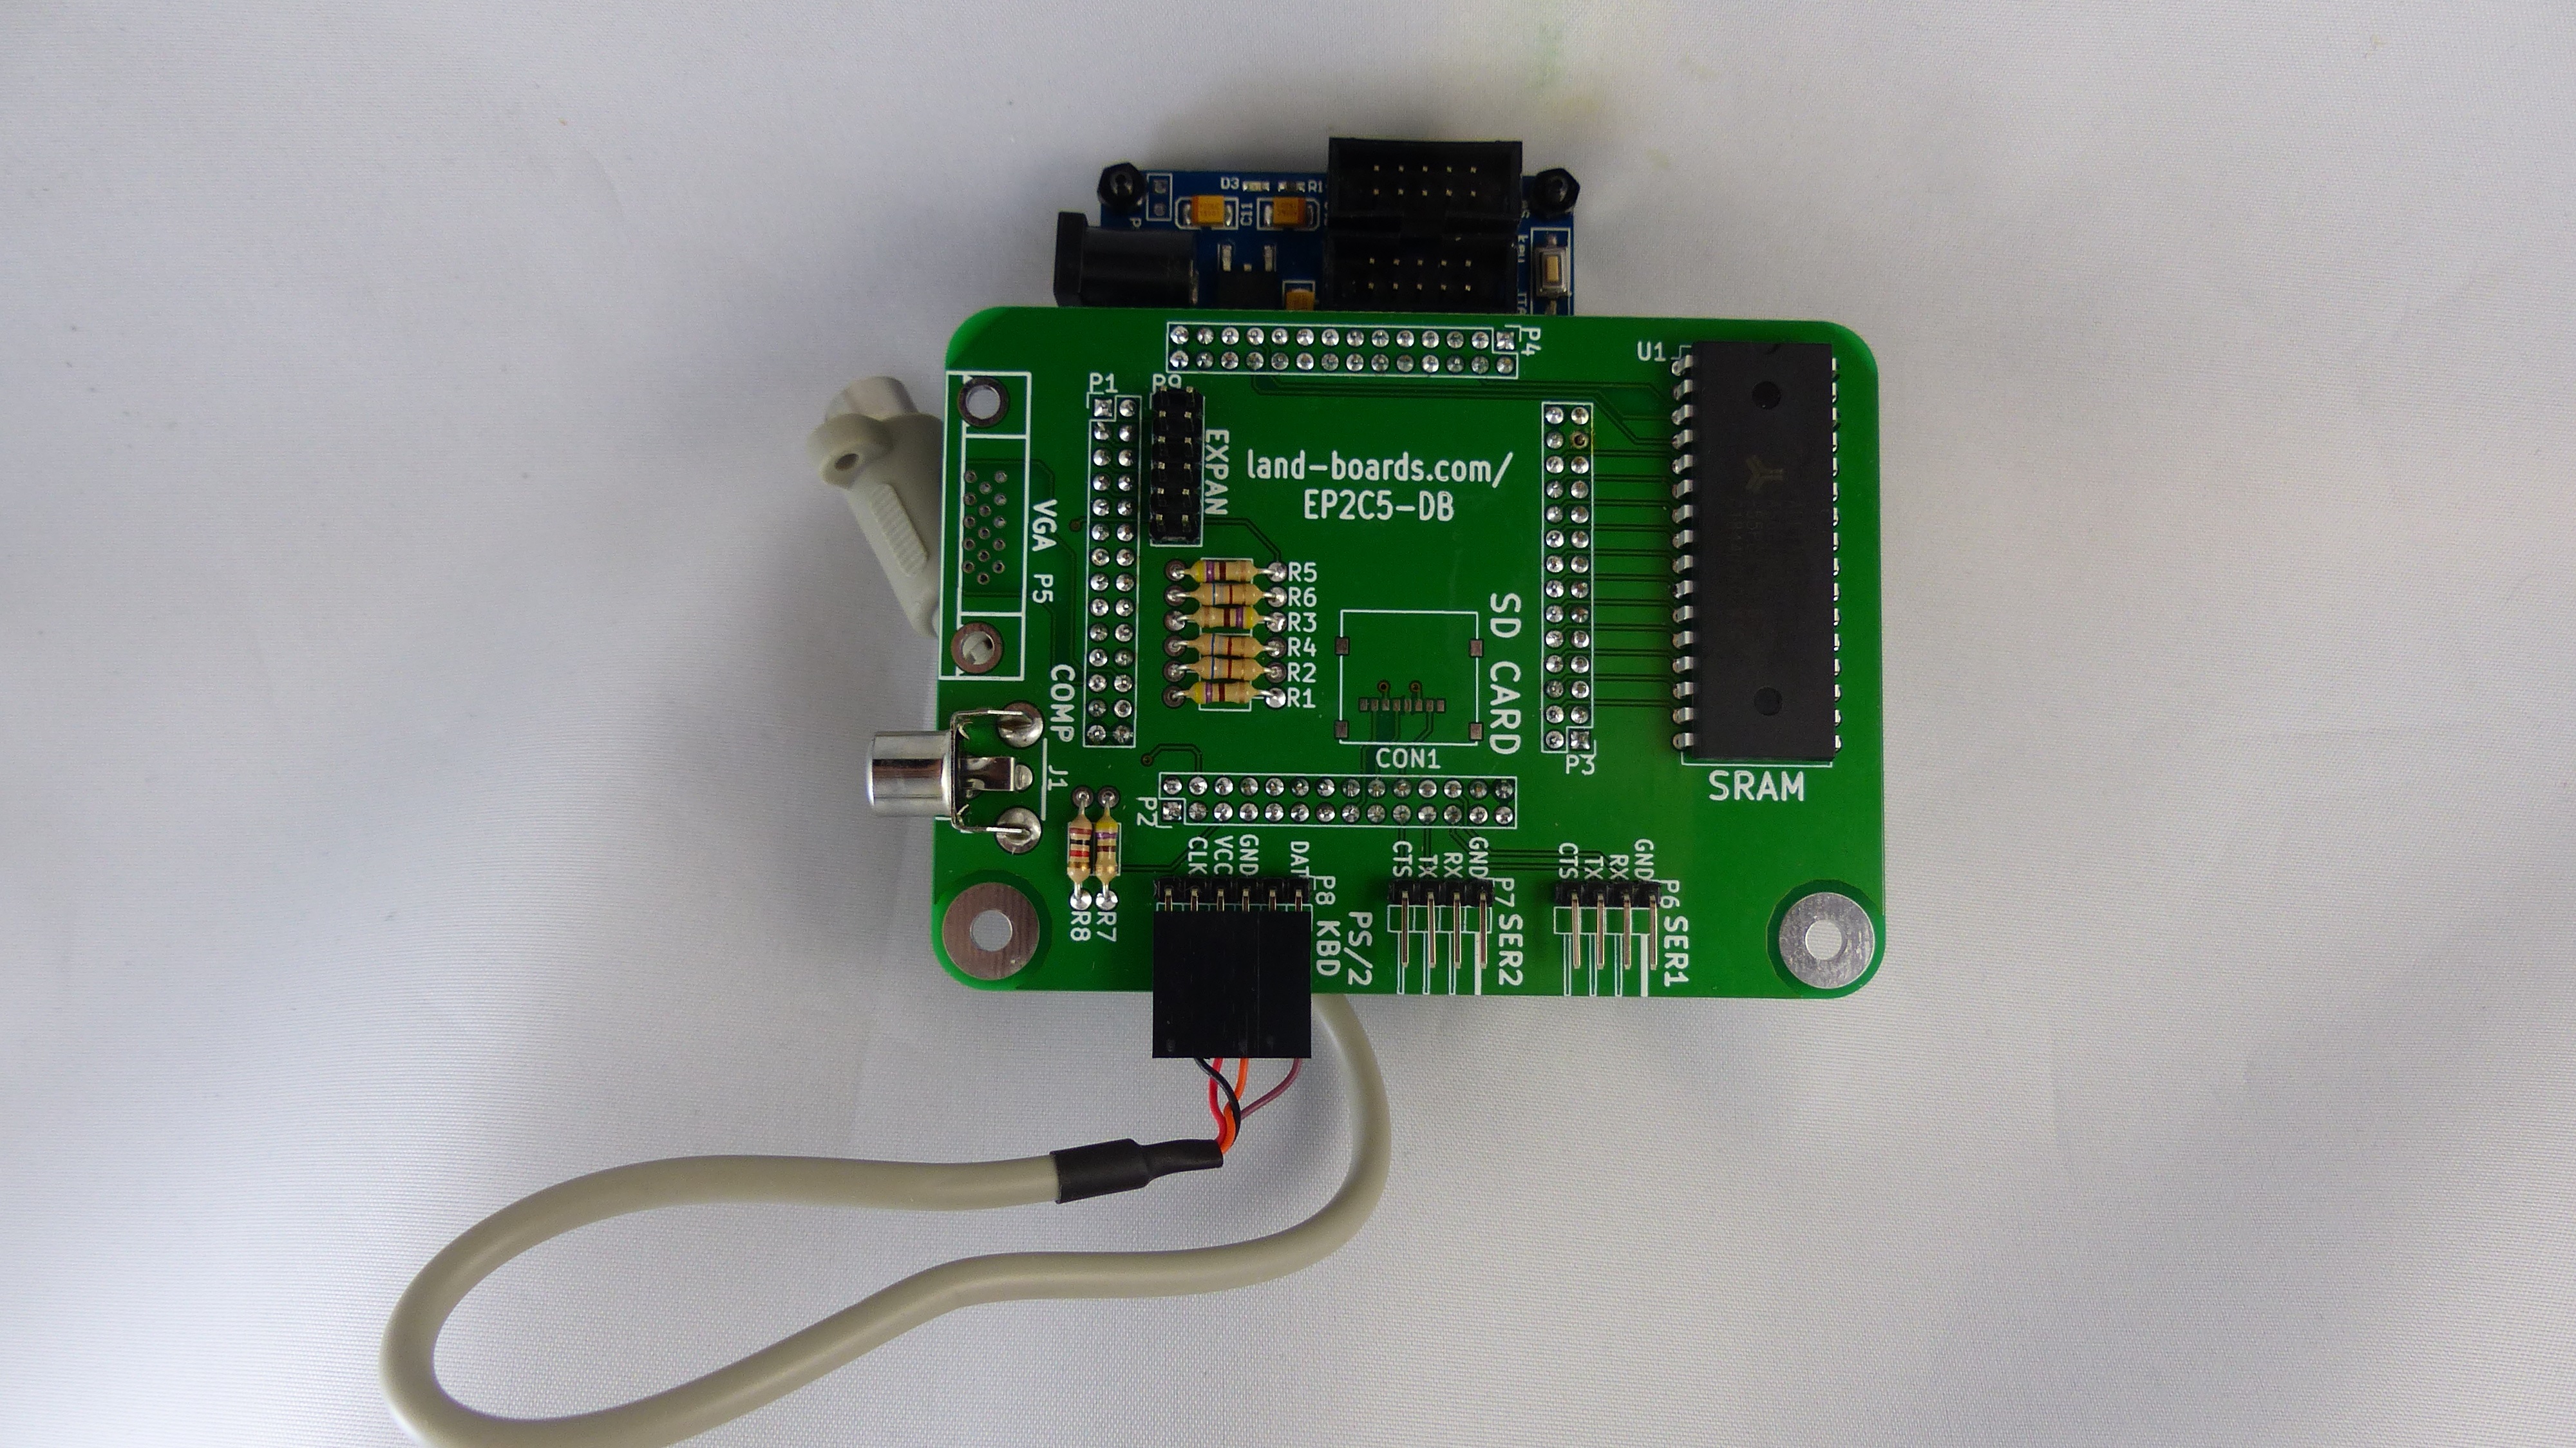 D3
R1
C11
P4
U1
P1
P9
EXPAN
land-boards.com/
EP2C5-DB
VGA P5
R5
R6
R3
R4
R2
R1
SD CARD
CON1
P3
SRAM
COMP
J1
P2
R8
R7
CLK
VCC
GND
DAT
P8
PS/2
KBD
CTS
TX
RX
GND
P7
SER2
CTS
TX
RX
GND
P6
SER1